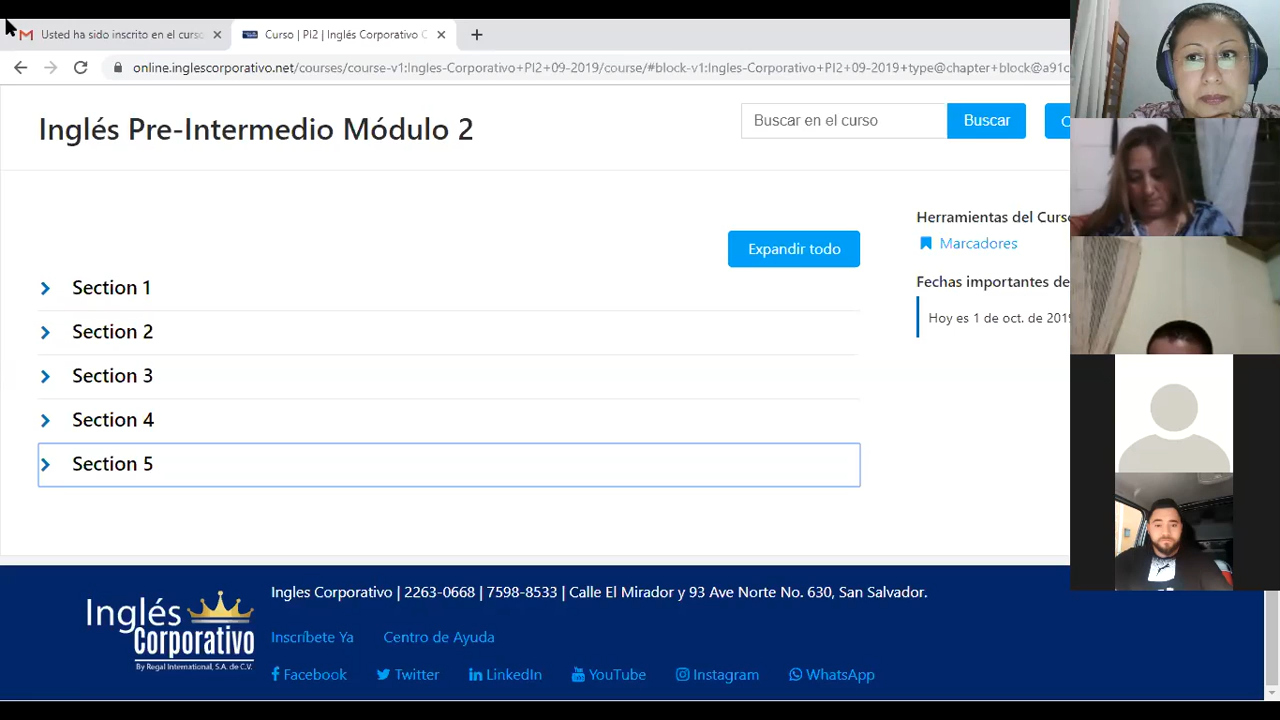 Usted ha sido inscrito en el curso
Curso | PI2 | Inglés Corporativo C
online.inglescorporativo.net/courses/course-v1:Ingles-Corporativo+PI2+09-2019/course/#block-v1:Ingles-Corporativo+PI2+09-2019+type@chapter+block@a91c
Inglés Pre-Intermedio Módulo 2
Buscar en el curso
Buscar
Herramientas del Curso
Marcadores
Expandir todo
Fechas importantes de
Hoy es 1 de oct. de 2019
Section 1
Section 2
Section 3
Section 4
Section 5
Inglés
Corporativo
By Regal International, S.A. de C.V.
Ingles Corporativo | 2263-0668 | 7598-8533 | Calle El Mirador y 93 Ave Norte No. 630, San Salvador.
Inscríbete Ya Centro de Ayuda
Facebook Twitter LinkedIn YouTube Instagram WhatsApp